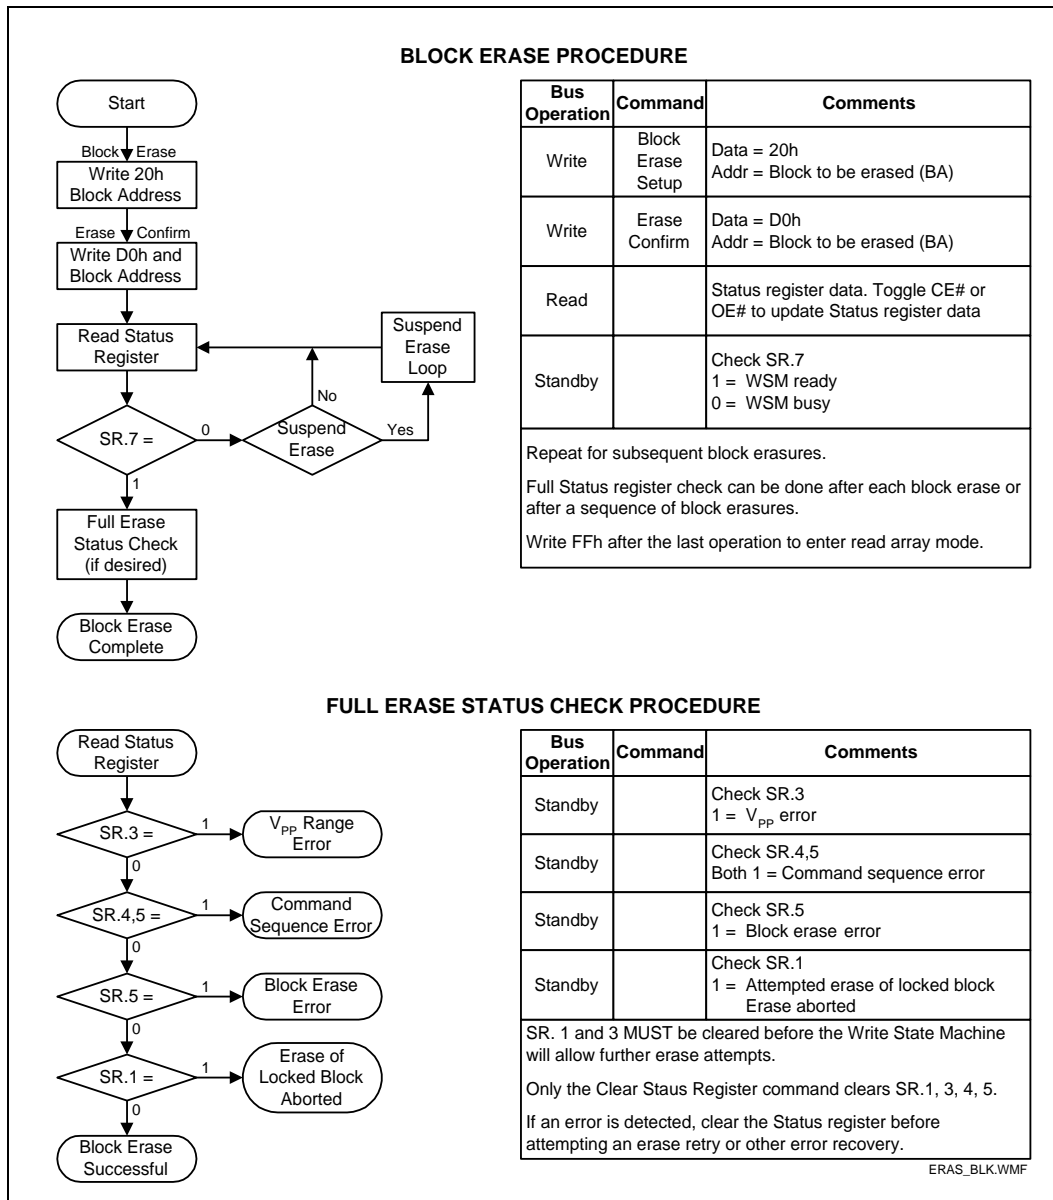 BLOCK ERASE PROCEDURE
Start
Block Erase
Write 20h
Block Address
Erase Confirm
Write D0h and
Block Address
Read Status
Register
Suspend
Erase
Loop
No
SR.7 =
0
Suspend
Erase
Yes
1
Full Erase
Status Check
(if desired)
Block Erase
Complete
Bus
Operation
Command
Comments
Write
Block
Erase
Setup
Data = 20h
Addr = Block to be erased (BA)
Write
Erase
Confirm
Data = D0h
Addr = Block to be erased (BA)
Read
Status register data. Toggle CE# or
OE# to update Status register data
Standby
Check SR.7
1 = WSM ready
0 = WSM busy
Repeat for subsequent block erasures.
Full Status register check can be done after each block erase or
after a sequence of block erasures.
Write FFh after the last operation to enter read array mode.
FULL ERASE STATUS CHECK PROCEDURE
Read Status
Register
SR.3 =
1
VPP Range
Error
0
SR.4,5 =
1
Command
Sequence Error
0
SR.5 =
1
Block Erase
Error
0
SR.1 =
1
Erase of
Locked Block
Aborted
0
Block Erase
Successful
Bus
Operation
Command
Comments
Standby
Check SR.3
1 = VPP error
Standby
Check SR.4,5
Both 1 = Command sequence error
Standby
Check SR.5
1 = Block erase error
Standby
Check SR.1
1 = Attempted erase of locked block
Erase aborted
SR. 1 and 3 MUST be cleared before the Write State Machine
will allow further erase attempts.
Only the Clear Staus Register command clears SR.1, 3, 4, 5.
If an error is detected, clear the Status register before
attempting an erase retry or other error recovery.
ERAS_BLK.WMF